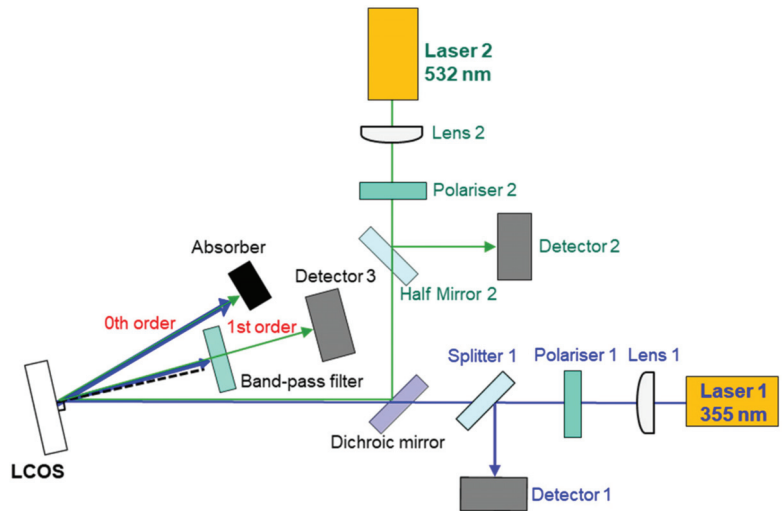 Laser 2
532 nm
Lens 2
Polariser 2
Absorber
Detector 3
Detector 2
Half Mirror 2
0th order
1st order
Band-pass filter
Splitter 1
Polariser 1
Lens 1
Laser 1
355 nm
Dichroic mirror
LCOS
Detector 1